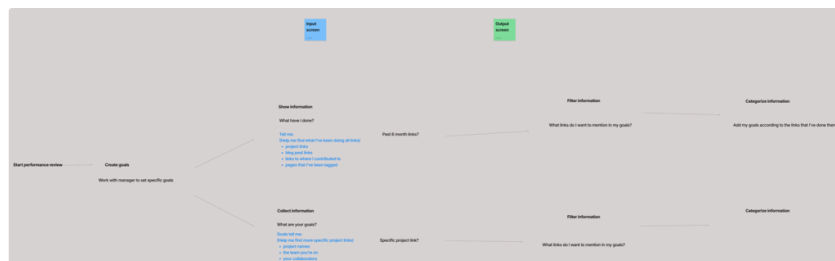 Input
screen
Output
screen
Start performance review
Create goals
Work with manager to set specific goals
Show information
What have I done?
Tell me
(Help me find what I've been doing all links)
• project links
• blog post links
• links to where I contributed to
• pages that I've been tagged
Past 6 month links?
Filter information
What links do I want to mention in my goals?
Categorize information
Add my goals according to the links that I've done them
Collect information
What are your goals?
(Help me find more specific project links)
• project names
• the team you're on
• your collaborators
Specific project link?
Filter information
What links do I want to mention in my goals?
Categorize information